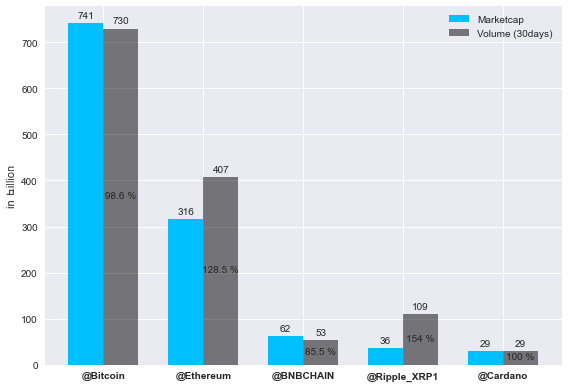 Marketcap
Volume (30days)
in billion
700
600
500
400
300
200
100
0
741
730
98.6 %
316
407
128.5 %
62
53
85.5 %
36
109
154 %
29
29
100 %
@Bitcoin
@Ethereum
@BNBCHAIN
@Ripple_XRP1
@Cardano